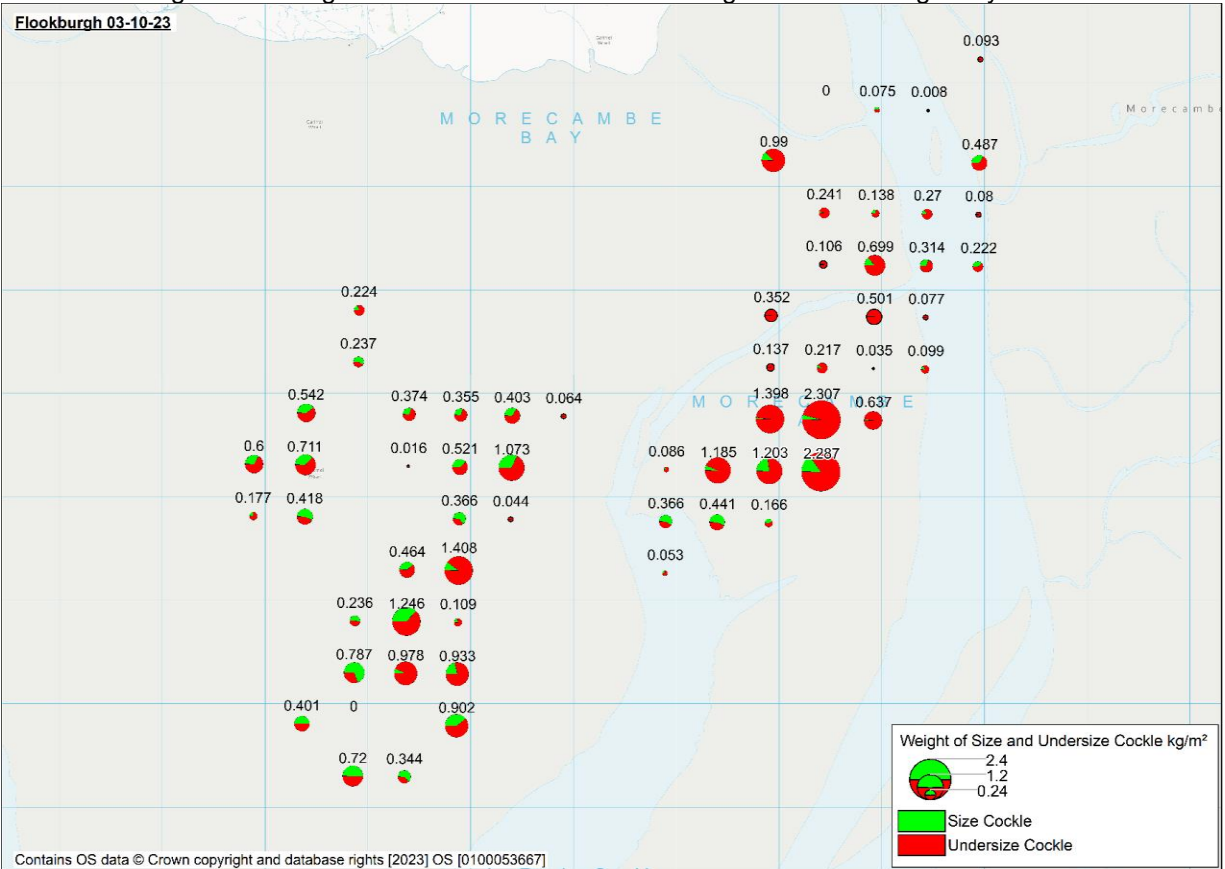 Flookburgh 03-10-23
0.093
0 0.075 0.008
Morecamb
MORECAMBE
BAY
0.99 0.487
0.241 0.138 0.27 0.08
0.106 0.699 0.314 0.222
0.224 0.352 0.501 0.077
0.237 0.137 0.217 0.035 0.099
0.542 0.374 0.355 0.403 0.064 1.398 2.307 0.637
MORECAMBE
0.6 0.711 0.016 0.521 1.073 0.086 1.185 1.203 2.287
0.177 0.418 0.366 0.044 0.366 0.441 0.166
0.464 1.408 0.053
0.236 1.246 0.109
0.787 0.978 0.933
0.401 0 0.902
0.72 0.344
Weight of Size and Undersize Cockle kg/m²
2.4
1.2
0.24
Size Cockle
Undersize Cockle
Contains OS data © Crown copyright and database rights [2023] OS [0100053667]